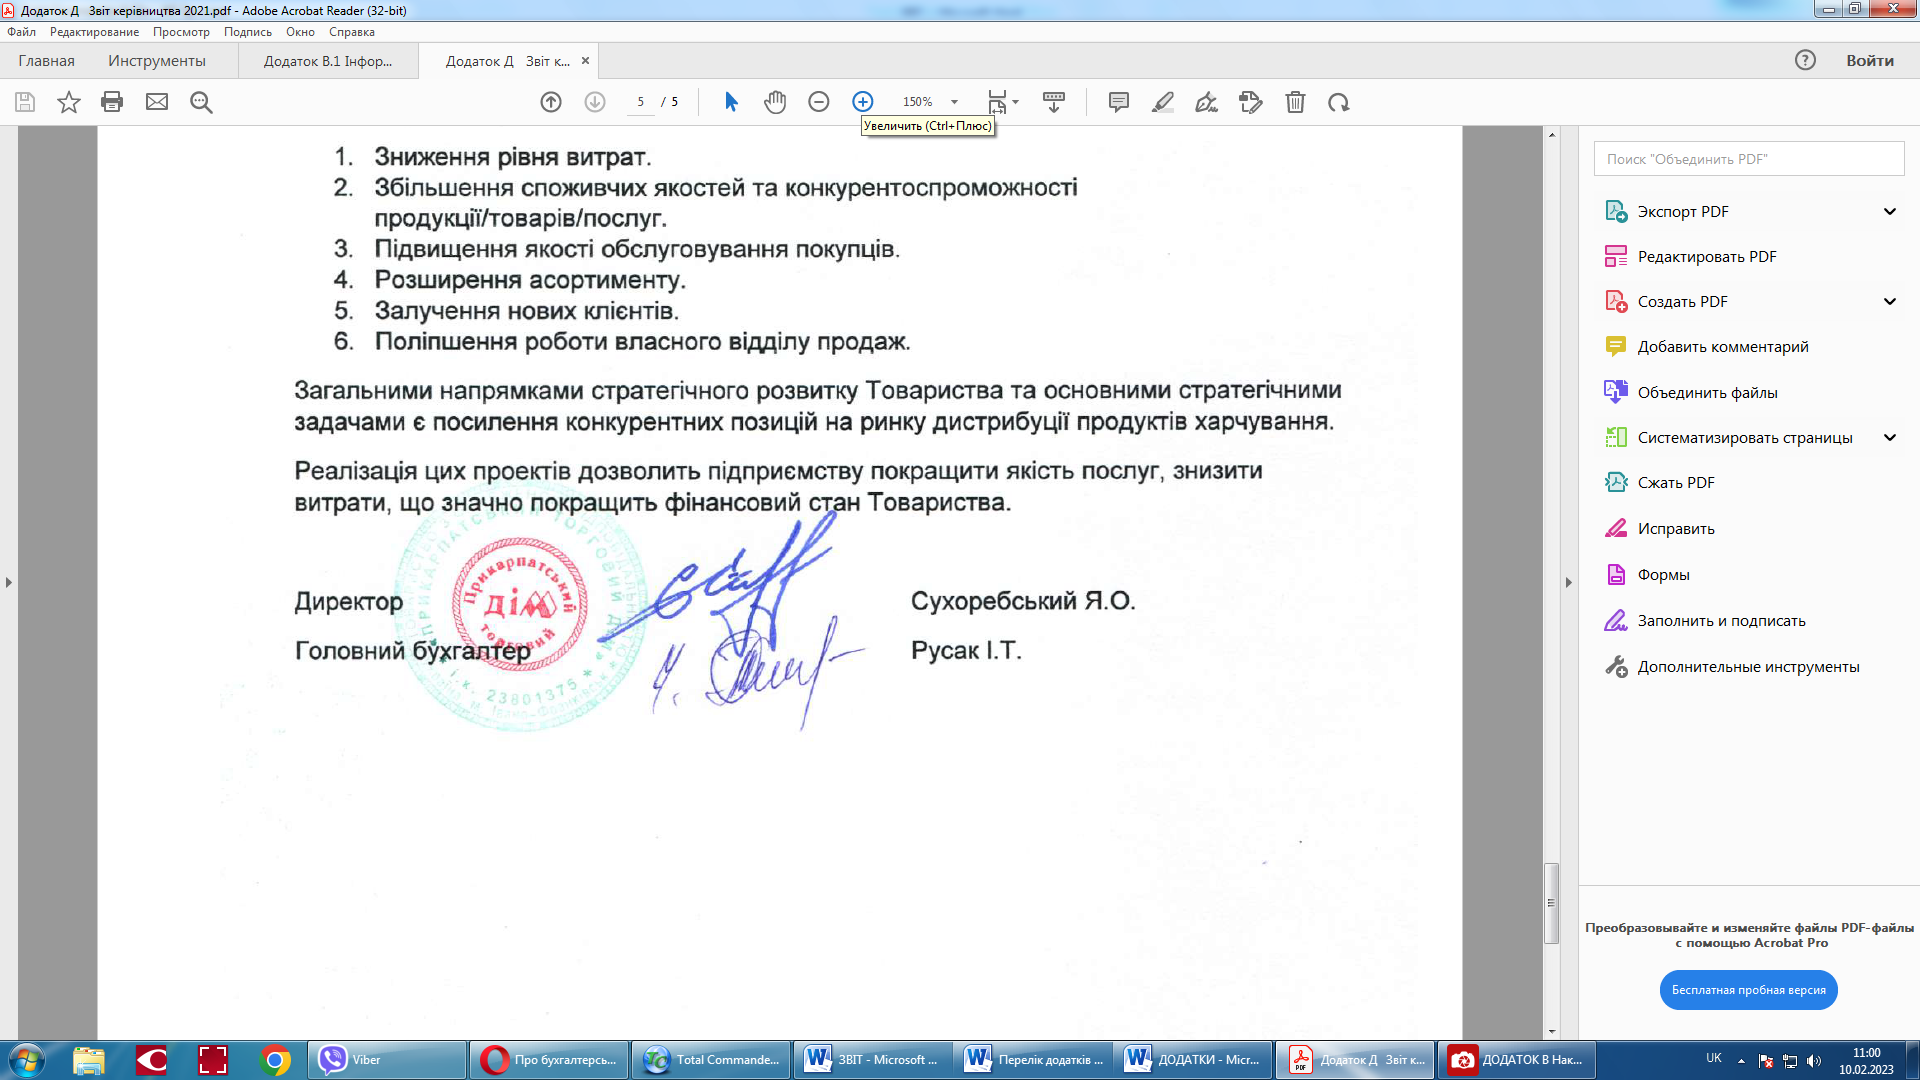 Додаток Д   Звіт керівництва 2021.pdf - Adobe Acrobat Reader (32-bit)
Файл Редактирование Просмотр Подпись Окно Справка
Главная Инструменты Додаток В.1 Інфор... Додаток Д   Звіт к... ×
Войти
5 / 5 150%
Увеличить (Ctrl+Плюс)
1. Зниження рівня витрат.
2. Збільшення споживчих якостей та конкурентоспроможності
продукції/товарів/послуг.
3. Підвищення якості обслуговування покупців.
4. Розширення асортименту.
5. Залучення нових клієнтів.
6. Поліпшення роботи власного відділу продаж.
Загальними напрямками стратегічного розвитку Товариства та основними стратегічними
задачами є посилення конкурентних позицій на ринку дистрибуції продуктів харчування.
Реалізація цих проектів дозволить підприємству покращити якість послуг, знизити
витрати, що значно покращить фінансовий стан Товариства.
Директор Сухоребський Я.О.
Головний бухгалтер Русак І.Т.
Прикарпатський
дім
торговий
ПРИКАРПАТСЬКИЙ ТОРГОВИЙ ДІМ
і.к. 23801375
Поиск "Объединить PDF"
Экспорт PDF
Редактировать PDF
Создать PDF
Добавить комментарий
Объединить файлы
Систематизировать страницы
Сжать PDF
Исправить
Формы
Заполнить и подписать
Дополнительные инструменты
Преобразовывайте и изменяйте файлы PDF-файлы
с помощью Acrobat Pro
Бесплатная пробная версия
Viber
Про бухгалтерсь...
Total Commande...
ЗВІТ - Microsoft ...
Перелік додатків ...
ДОДАТКИ - Micr...
Додаток Д   Звіт к...
ДОДАТОК В Нак...
UK
11:00
10.02.2023